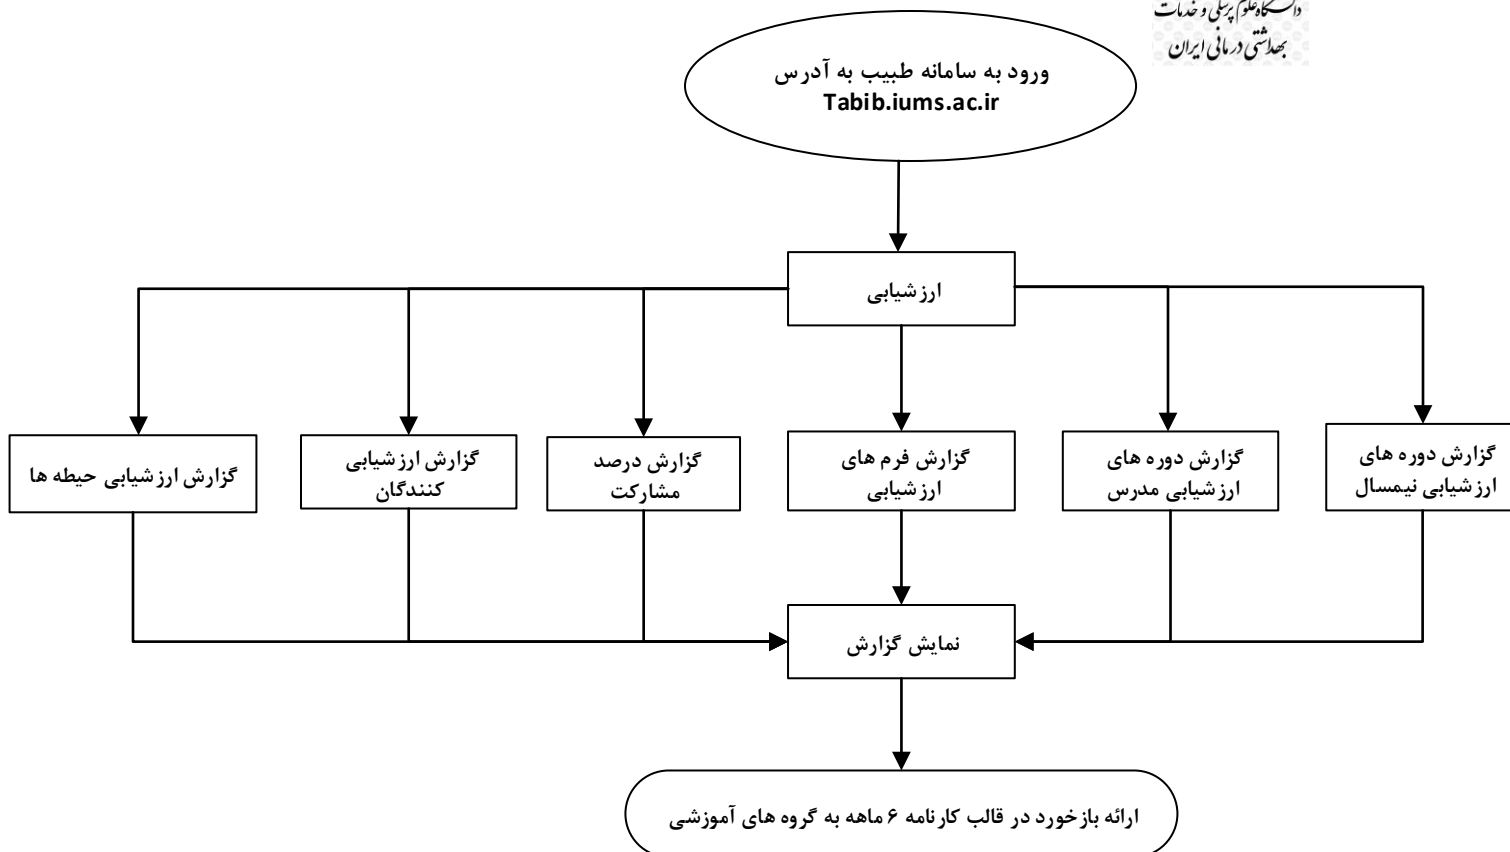 دانشگاه علوم پزشکی و خدمات
بهداشتی درمانی ایران
ورود به سامانه طبیب به آدرس
Tabib.iums.ac.ir
ارزشیابی
گزارش دوره های
ارزشیابی نیمسال
گزارش دوره های
ارزشیابی مدرس
گزارش فرم های
ارزشیابی
گزارش درصد
مشارکت
گزارش ارزشیابی
کنندگان
گزارش ارزشیابی حیطه ها
نمایش گزارش
ارائه بازخورد در قالب کارنامه ۶ ماهه به گروه های آموزشی